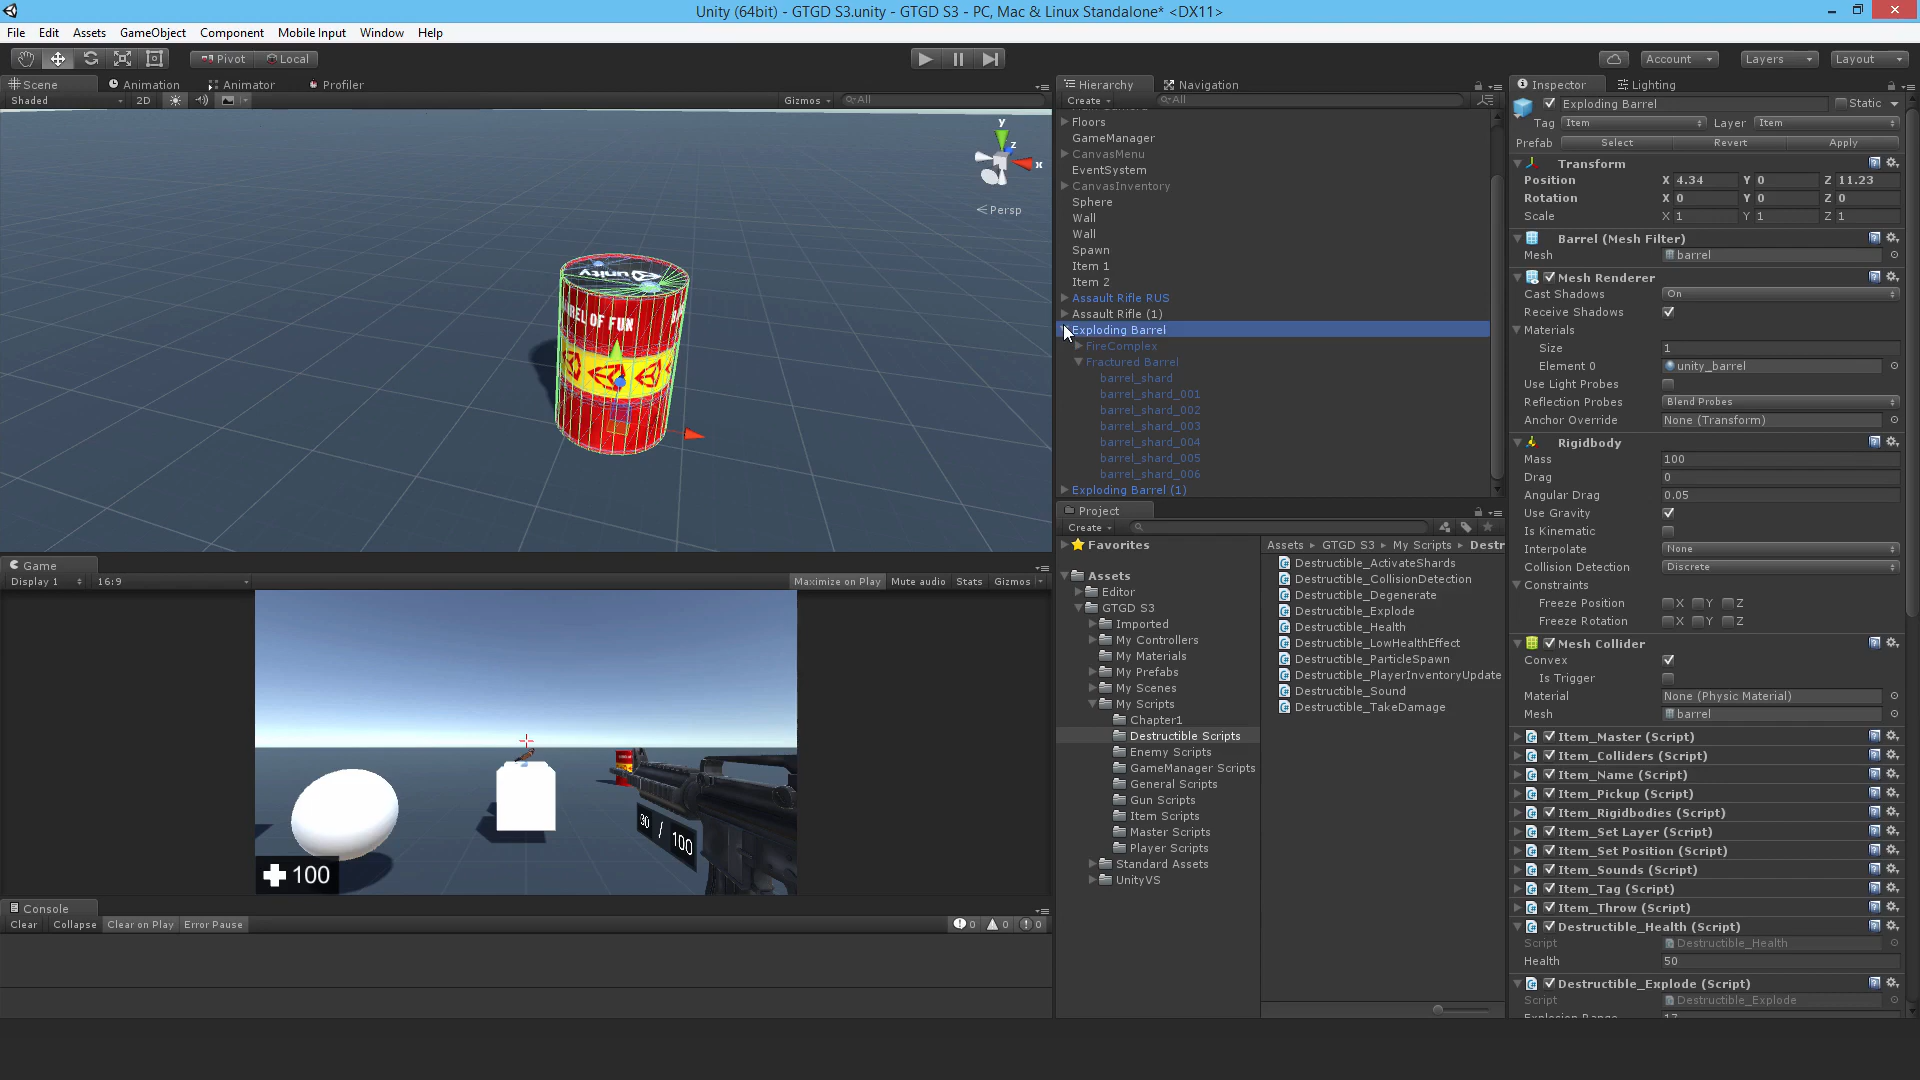 Unity (64bit) - GTGD S3.unity - GTGD S3 - PC, Mac & Linux Standalone* <DX11>
File Edit Assets GameObject Component Mobile Input Window Help
Pivot Local Account Layers Layout
Scene Animation Animator Profiler
Shaded 2D Gizmos All
y
z
x
Persp
unity
BARREL OF FUN
Game
Display 1 16:9 Maximize on Play Mute audio Stats Gizmos
30 / 100
100
Console
Clear Collapse Clear on Play Error Pause 0 0 0
Hierarchy Navigation
Create All
Floors
GameManager
CanvasMenu
EventSystem
CanvasInventory
Sphere
Wall
Wall
Spawn
Item 1
Item 2
Assault Rifle RUS
Assault Rifle (1)
Exploding Barrel
FireComplex
Fractured Barrel
barrel_shard
barrel_shard_001
barrel_shard_002
barrel_shard_003
barrel_shard_004
barrel_shard_005
barrel_shard_006
Exploding Barrel (1)
Project
Create
Favorites
Assets
Editor
GTGD S3
Imported
My Controllers
My Materials
My Prefabs
My Scenes
My Scripts
Chapter1
Destructible Scripts
Enemy Scripts
GameManager Scripts
General Scripts
Gun Scripts
Item Scripts
Master Scripts
Player Scripts
Standard Assets
UnityVS
Assets GTGD S3 My Scripts Destr
Destructible_ActivateShards
Destructible_CollisionDetection
Destructible_Degenerate
Destructible_Explode
Destructible_Health
Destructible_LowHealthEffect
Destructible_ParticleSpawn
Destructible_PlayerInventoryUpdate
Destructible_Sound
Destructible_TakeDamage
Inspector Lighting
Exploding Barrel Static
Tag Item Layer Item
Prefab Select Revert Apply
Transform
Position X 4.34 Y 0 Z 11.23
Rotation X 0 Y 0 Z 0
Scale X 1 Y 1 Z 1
Barrel (Mesh Filter)
Mesh barrel
Mesh Renderer
Cast Shadows On
Receive Shadows
Materials
Size 1
Element 0 unity_barrel
Use Light Probes
Reflection Probes Blend Probes
Anchor Override None (Transform)
Rigidbody
Mass 100
Drag 0
Angular Drag 0.05
Use Gravity
Is Kinematic
Interpolate None
Collision Detection Discrete
Constraints
Freeze Position X Y Z
Freeze Rotation X Y Z
Mesh Collider
Convex
Is Trigger
Material None (Physic Material)
Mesh barrel
Item_Master (Script)
Item_Colliders (Script)
Item_Name (Script)
Item_Pickup (Script)
Item_Rigidbodies (Script)
Item_Set Layer (Script)
Item_Set Position (Script)
Item_Sounds (Script)
Item_Tag (Script)
Item_Throw (Script)
Destructible_Health (Script)
Script Destructible_Health
Health 50
Destructible_Explode (Script)
Script Destructible_Explode
Explosion Range 17